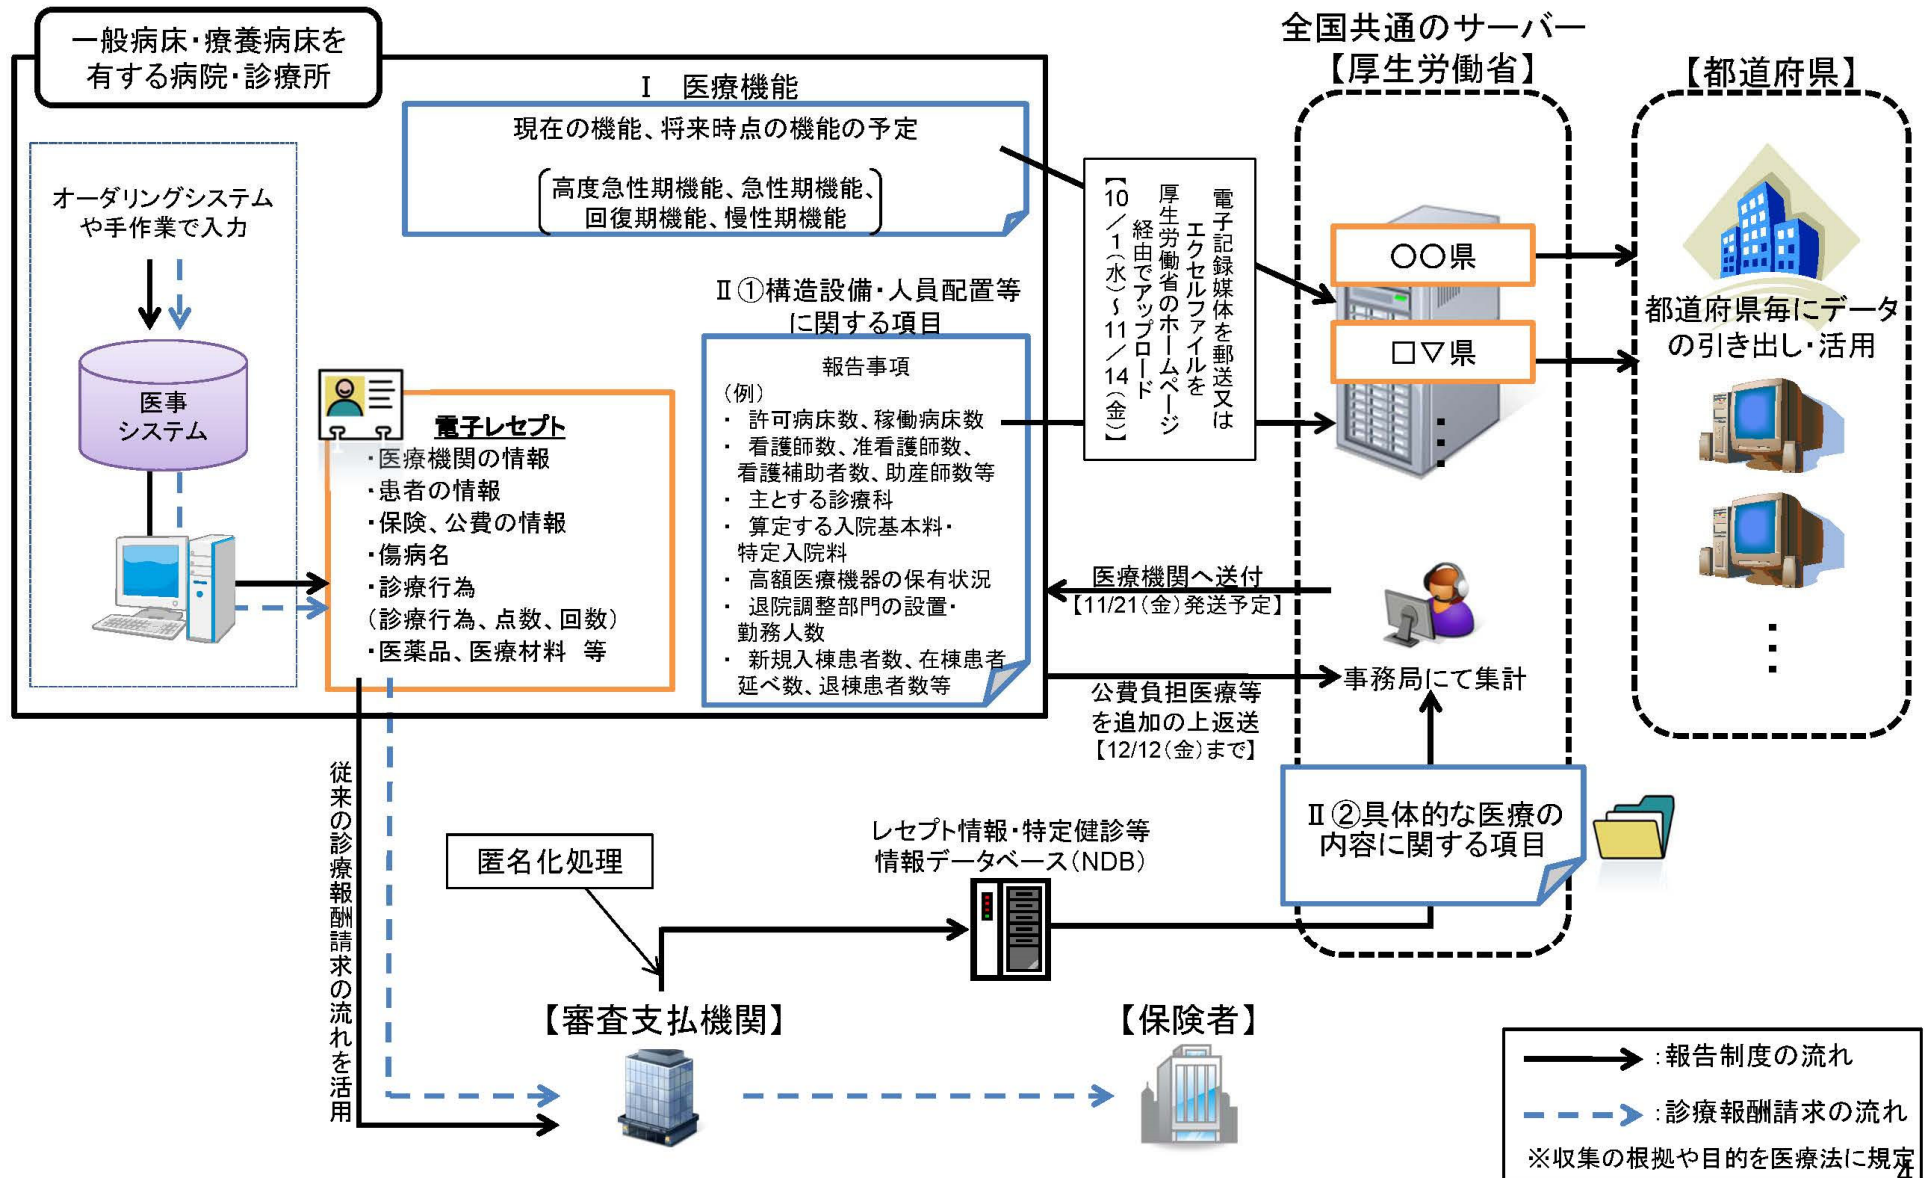 一般病床・療養病床を
有する病院・診療所
オーダリングシステム
や手作業で入力
医事
システム
電子レセプト
・医療機関の情報
・患者の情報
・保険、公費の情報
・傷病名
・診療行為
(診療行為、点数、回数)
・医薬品、医療材料 等
Ⅰ 医療機能
現在の機能、将来時点の機能の予定
高度急性期機能、急性期機能、
回復期機能、慢性期機能
Ⅱ①構造設備・人員配置等
に関する項目
報告事項
(例)
・ 許可病床数、稼働病床数
・ 看護師数、准看護師数、
看護補助者数、助産師数等
・ 主とする診療科
・ 算定する入院基本料・
特定入院料
・ 高額医療機器の保有状況
・ 退院調整部門の設置・
勤務人数
・ 新規入棟患者数、在棟患者
延べ数、退棟患者数等
電子記録媒体を郵送又は
エクセルファイルを
厚生労働省のホームページ
経由でアップロード
【10/1(水)~11/14(金)】
全国共通のサーバー
【厚生労働省】
○○県
□▽県
⋮
医療機関へ送付
【11/21(金)発送予定】
公費負担医療等
を追加の上返送
【12/12(金)まで】
事務局にて集計
Ⅱ②具体的な医療の
内容に関する項目
【都道府県】
都道府県毎にデータ
の引き出し・活用
⋮
従来の診療報酬請求の流れを活用
匿名化処理
レセプト情報・特定健診等
情報データベース(NDB)
【審査支払機関】
【保険者】
:報告制度の流れ
:診療報酬請求の流れ
※収集の根拠や目的を医療法に規定
4